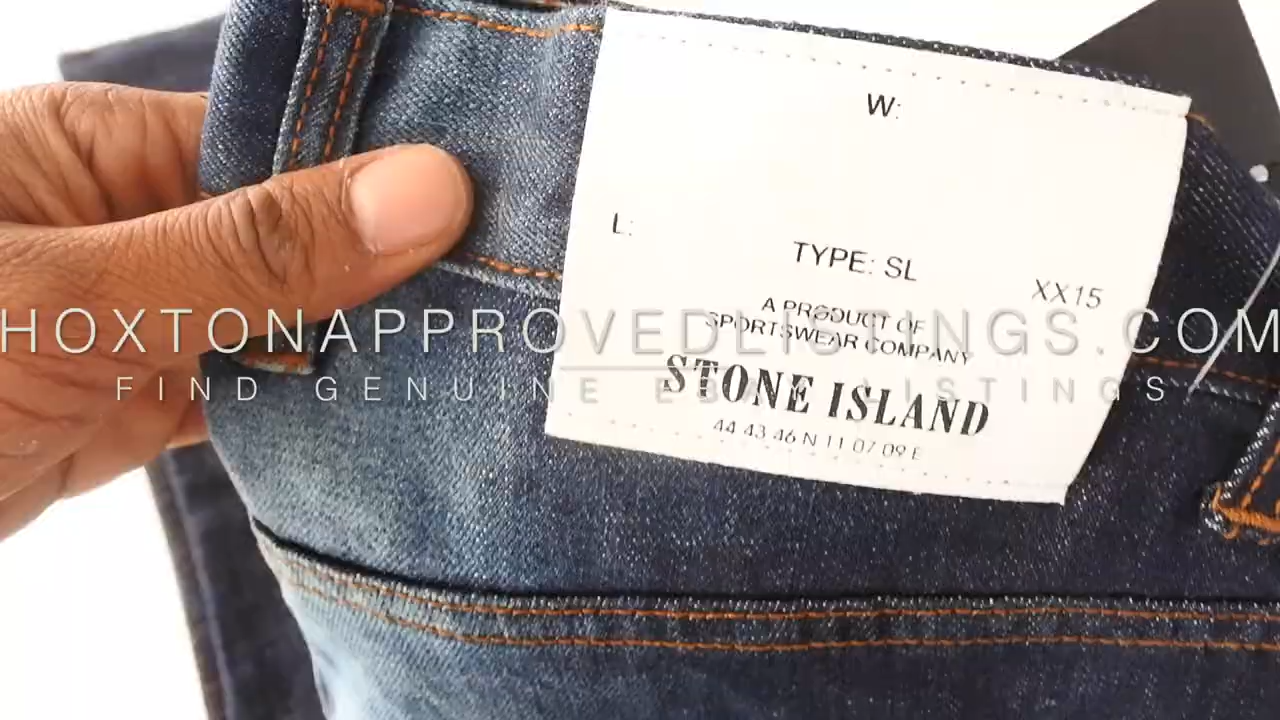 W:
L:
TYPE: SL
XX15
A PRODUCT OF
SPORTSWEAR COMPANY
HOXTONAPPROVEDLISTINGS.COM
STONE ISLAND
FIND GENUINE EBAY LISTINGS
44 43 46 N 11 07 09 E